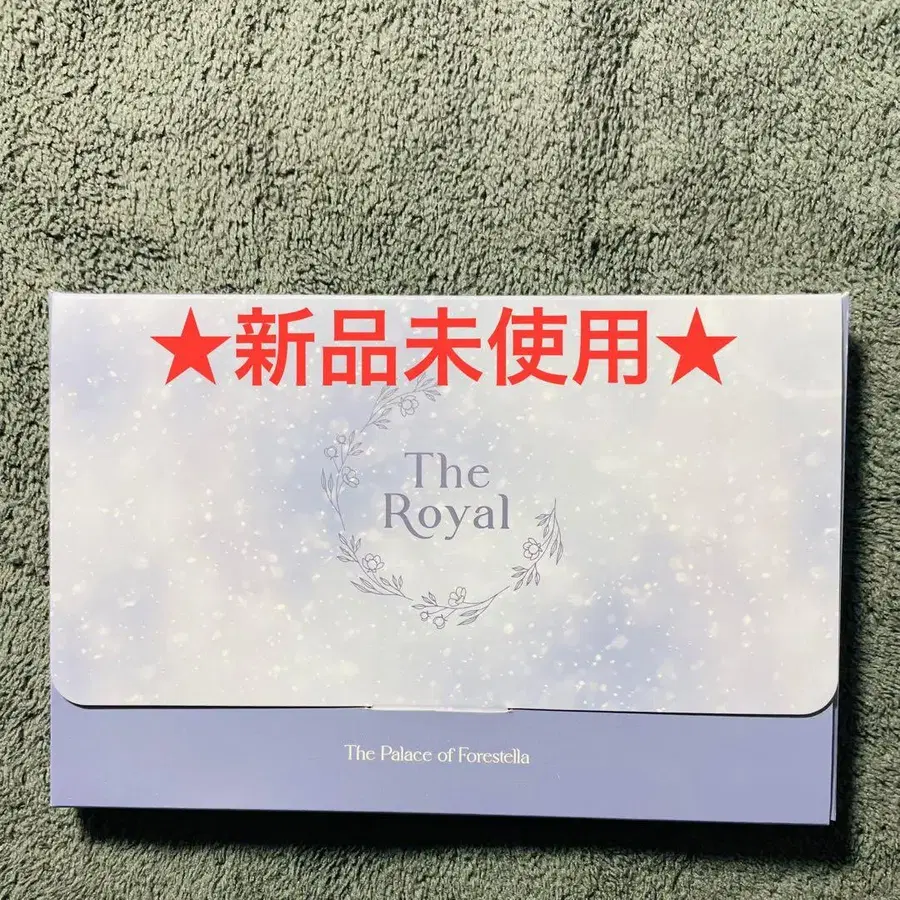 ★新品未使用★
The
Royal
The Palace of Forestella